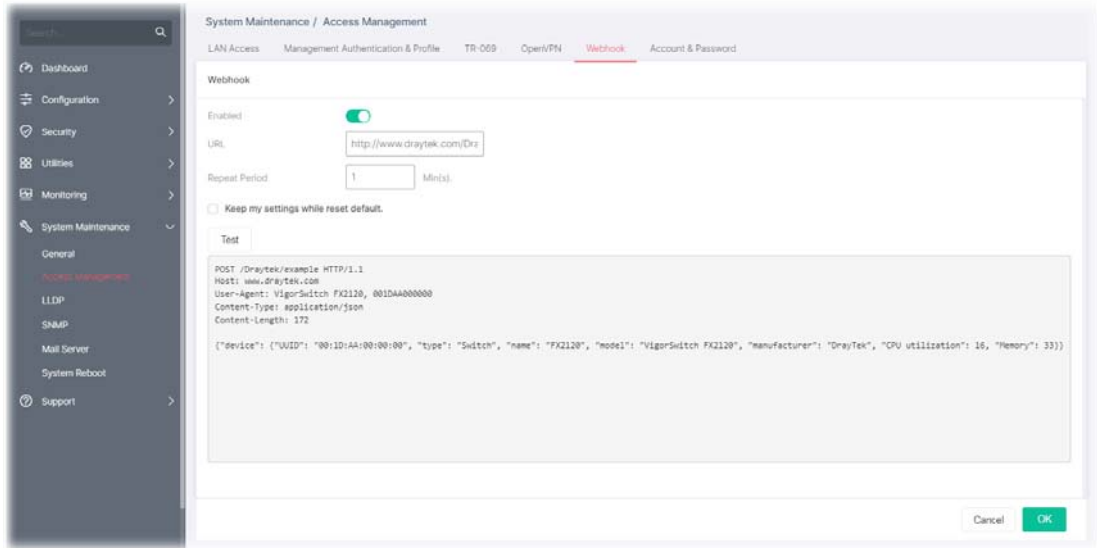 Search...
System Maintenance / Access Management
LAN Access Management Authentication & Profile TR-069 OpenVPN Webhook Account & Password
Dashboard
Configuration
Security
Utilities
Monitoring
System Maintenance
General
Access Management
LLDP
SNMP
Mail Server
System Reboot
Support
Webhook
Enabled
URL http://www.draytek.com/Dra
Repeat Period 1 Min(s).
Keep my settings while reset default.
Test
POST /Draytek/example HTTP/1.1
Host: www.draytek.com
User-Agent: VigorSwitch FX2120, 001DAA000000
Content-Type: application/json
Content-Length: 172
{"device": {"UUID": "00:1D:AA:00:00:00", "type": "Switch", "name": "FX2120", "model": "VigorSwitch FX2120", "manufacturer": "DrayTek", "CPU utilization": 16, "Memory": 33}}
Cancel OK